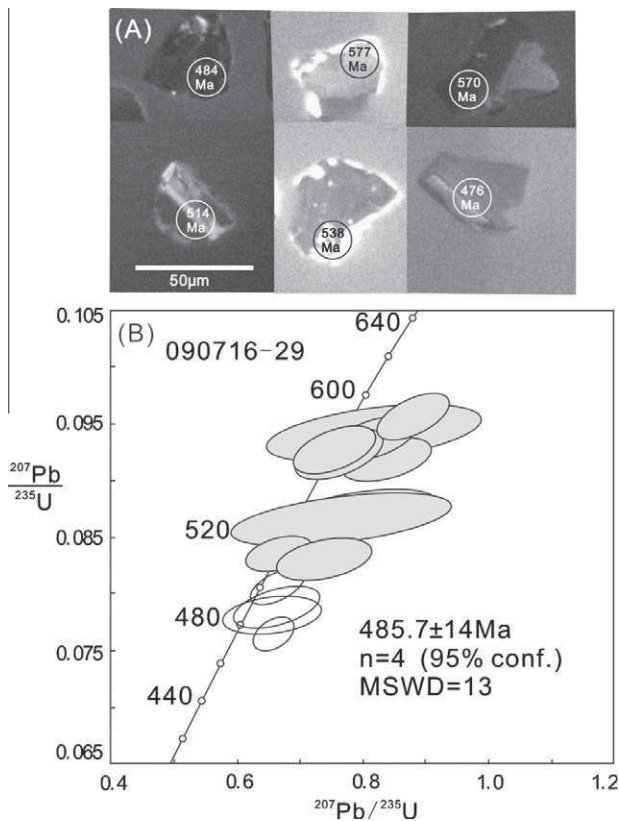 (A)
484
Ma
577
Ma
570
Ma
514
Ma
538
Ma
476
Ma
50μm
(B)
090716-29
640
600
520
480
440
485.7±14Ma
n=4 (95% conf.)
MSWD=13
0.105
0.095
0.085
0.075
0.065
207Pb
235U
0.4
0.6
0.8
1.0
1.2
207Pb/235U